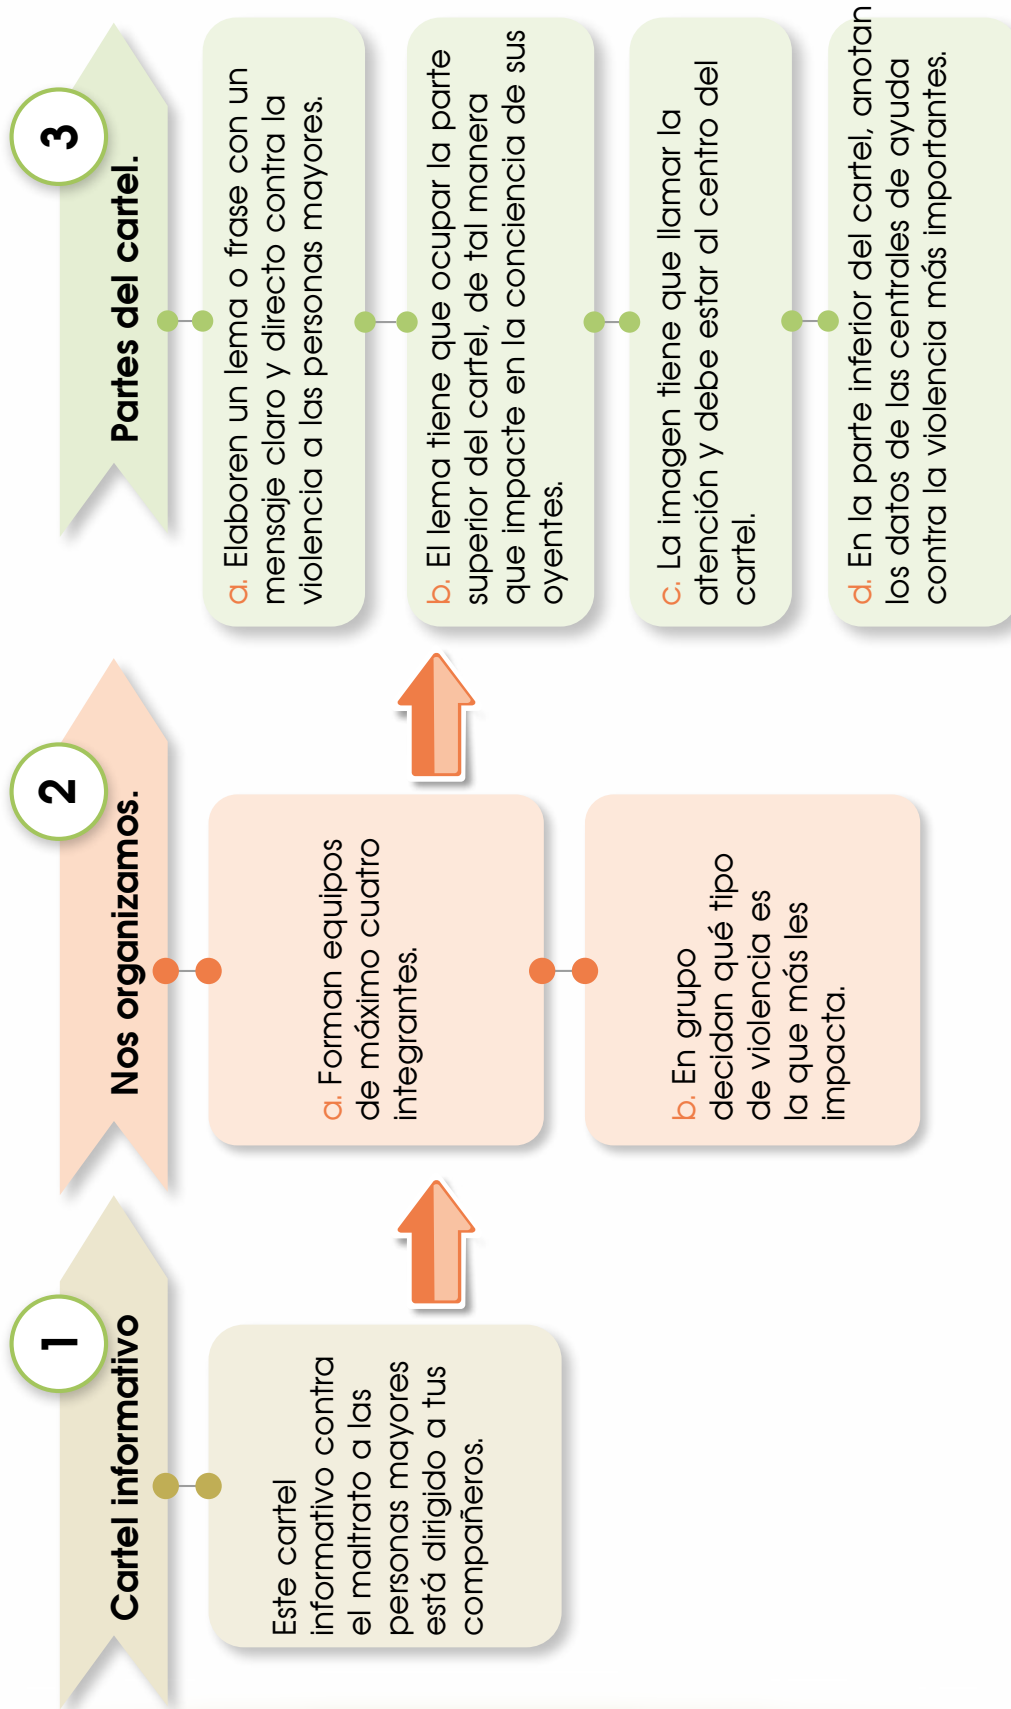 1
Cartel informativo
Este cartel
informativo contra
el maltrato a las
personas mayores
está dirigido a tus
compañeros.
2
Nos organizamos.
a. Forman equipos
de máximo cuatro
integrantes.
b. En grupo
decidan qué tipo
de violencia es
la que más les
impacta.
3
Partes del cartel.
a. Elaboren un lema o frase con un
mensaje claro y directo contra la
violencia a las personas mayores.
b. El lema tiene que ocupar la parte
superior del cartel, de tal manera
que impacte en la conciencia de sus
oyentes.
c. La imagen tiene que llamar la
atención y debe estar al centro del
cartel.
d. En la parte inferior del cartel, anotan
los datos de las centrales de ayuda
contra la violencia más importantes.